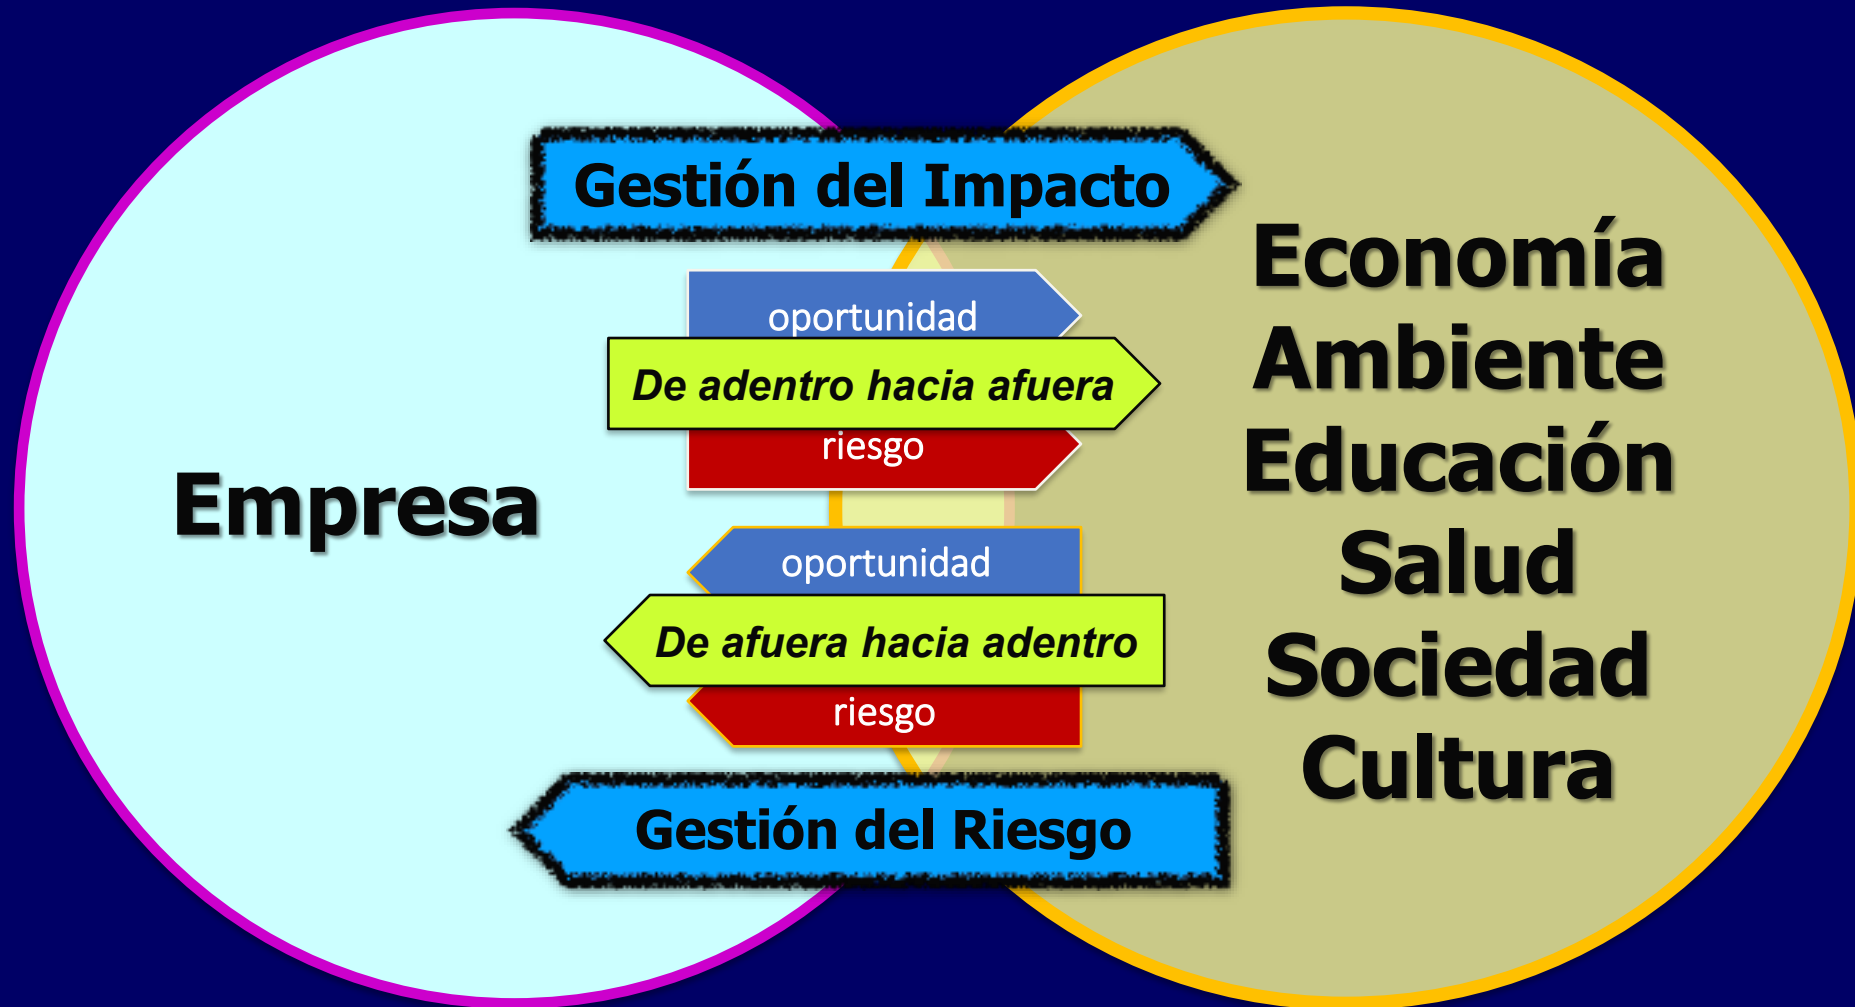 Gestión del Impacto
oportunidad
De adentro hacia afuera
riesgo
Empresa
oportunidad
De afuera hacia adentro
riesgo
Gestión del Riesgo
Economía
Ambiente
Educación
Salud
Sociedad
Cultura